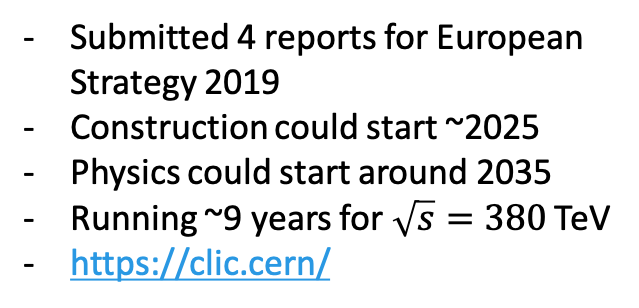 - Submitted 4 reports for European
Strategy 2019
- Construction could start ~2025
- Physics could start around 2035
- Running ~9 years for √s = 380 TeV
- https://clic.cern/